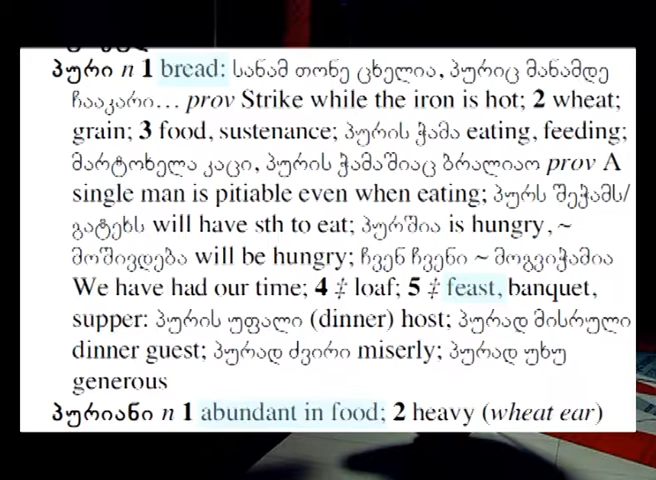 პური n 1 bread: სანამ თონე ცხელია, პურიც მანამდე
ჩააკარი... prov Strike while the iron is hot; 2 wheat;
grain; 3 food, sustenance; პურის ჭამა eating, feeding;
მარტოხელა კაცი, პურის ჭამაშიაც ბრალიაო prov A
single man is pitiable even when eating; პურს შეჭამს/
გატეხს will have sth to eat; პურშია is hungry, ~
მოშივდება will be hungry; ჩვენ ჩვენი ~ მოგვიჭამია
We have had our time; 4 ‡ loaf; 5 ‡ feast, banquet,
supper: პურის უფალი (dinner) host; პურად მისრული
dinner guest; პურად ძვირი miserly; პურად უხუ
generous
პურიანი n 1 abundant in food; 2 heavy (wheat ear)